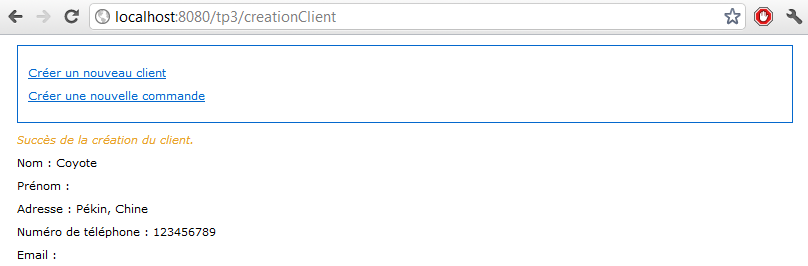 localhost:8080/tp3/creationClient
Créer un nouveau client
Créer une nouvelle commande
Succès de la création du client.
Nom : Coyote
Prénom :
Adresse : Pékin, Chine
Numéro de téléphone : 123456789
Email :